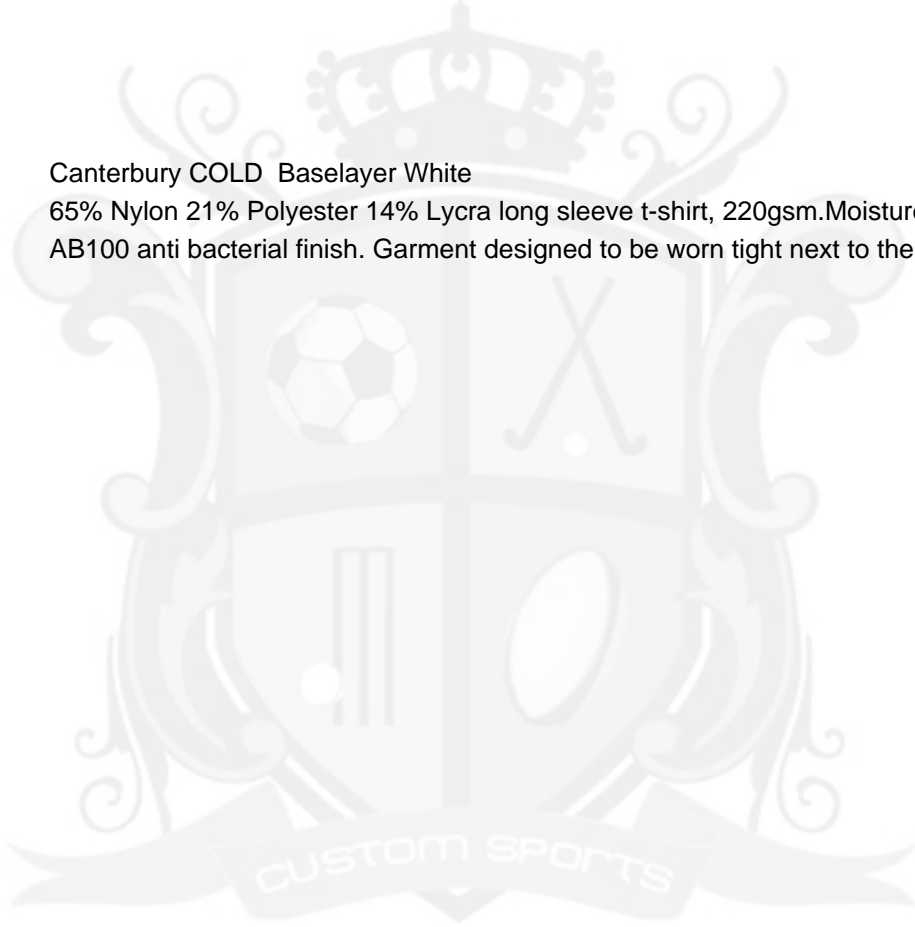 Canterbury COLD  Baselayer White
65% Nylon 21% Polyester 14% Lycra long sleeve t-shirt, 220gsm.Moisture
AB100 anti bacterial finish. Garment designed to be worn tight next to the
CUSTOM SPORTS